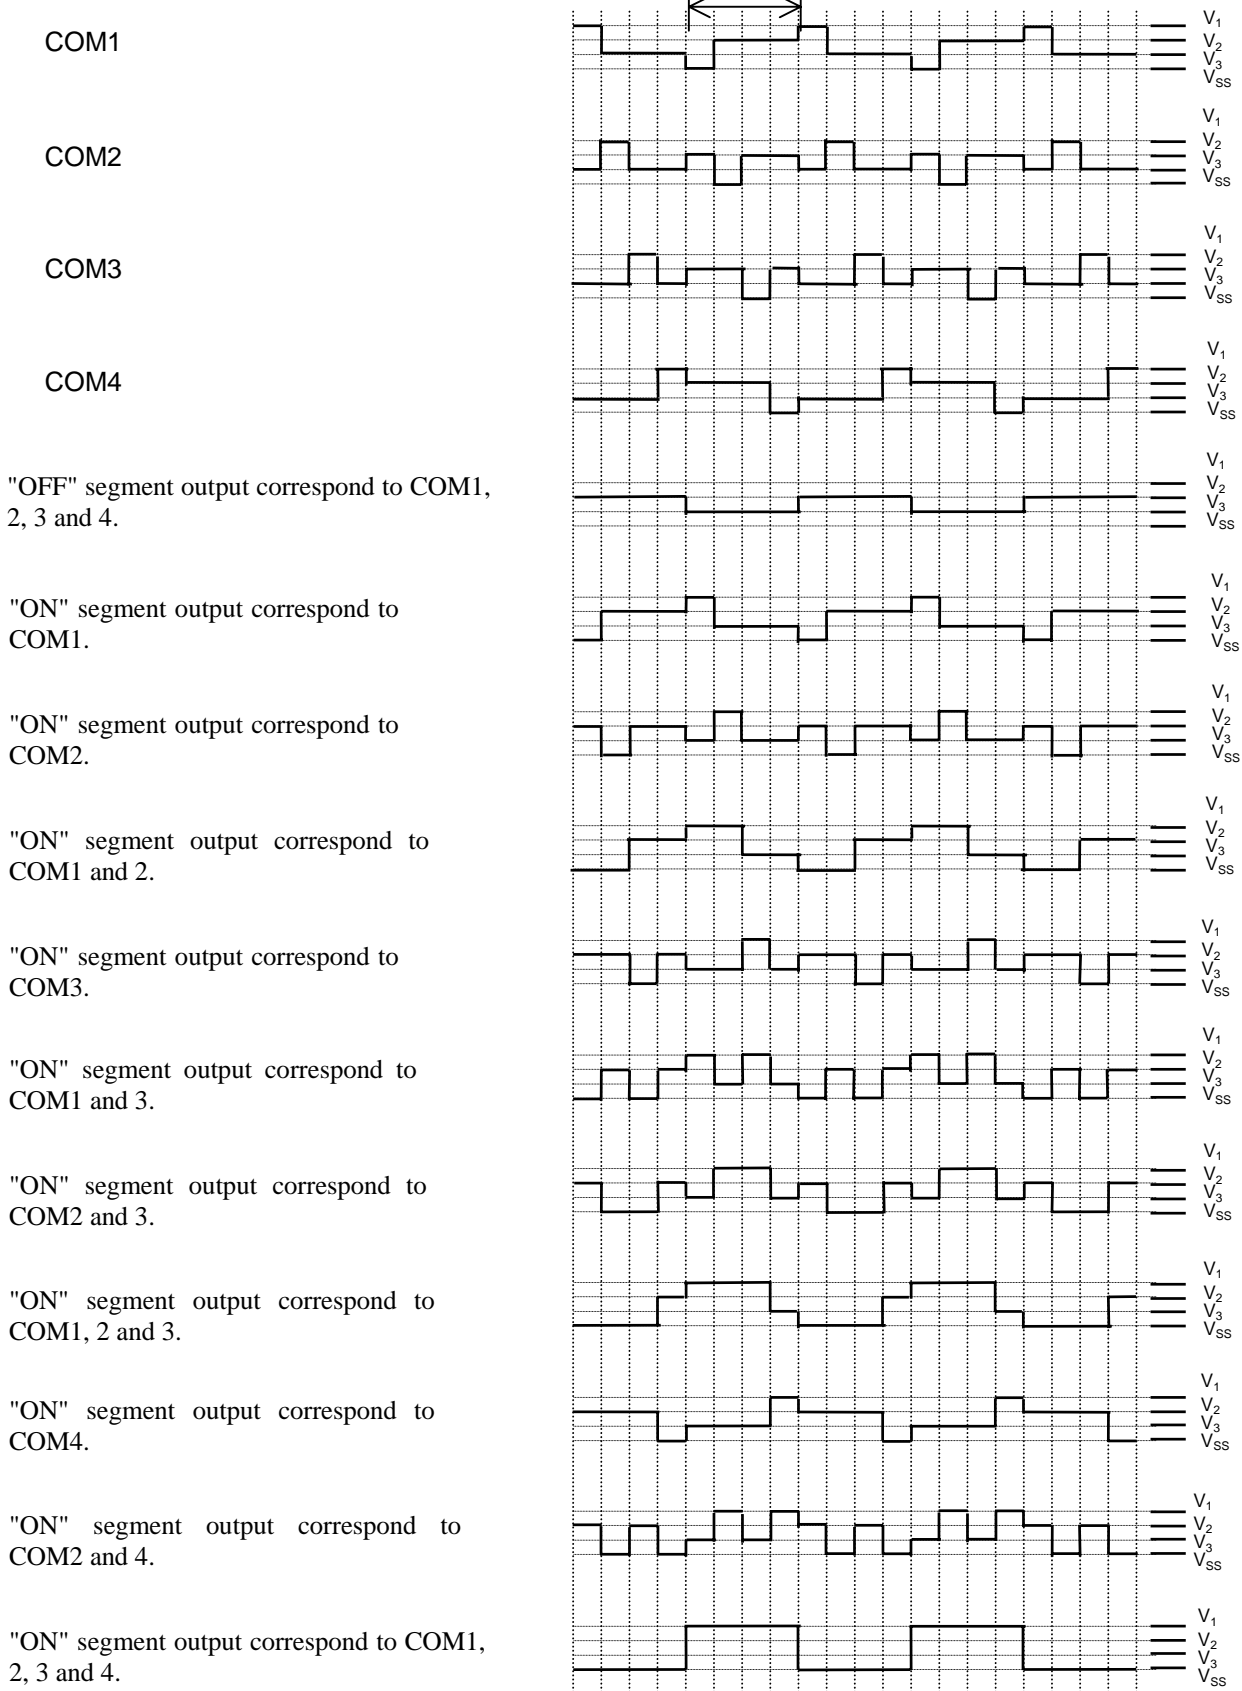 COM1
V1
V2
V3
VSS
COM2
V1
V2
V3
VSS
COM3
V1
V2
V3
VSS
COM4
V1
V2
V3
VSS
"OFF" segment output correspond to COM1,
2, 3 and 4.
V1
V2
V3
VSS
"ON" segment output correspond to
COM1.
V1
V2
V3
VSS
"ON" segment output correspond to
COM2.
V1
V2
V3
VSS
"ON" segment output correspond to
COM1 and 2.
V1
V2
V3
VSS
"ON" segment output correspond to
COM3.
V1
V2
V3
VSS
"ON" segment output correspond to
COM1 and 3.
V1
V2
V3
VSS
"ON" segment output correspond to
COM2 and 3.
V1
V2
V3
VSS
"ON" segment output correspond to
COM1, 2 and 3.
V1
V2
V3
VSS
"ON" segment output correspond to
COM4.
V1
V2
V3
VSS
"ON" segment output correspond to
COM2 and 4.
V1
V2
V3
VSS
"ON" segment output correspond to COM1,
2, 3 and 4.
V1
V2
V3
VSS